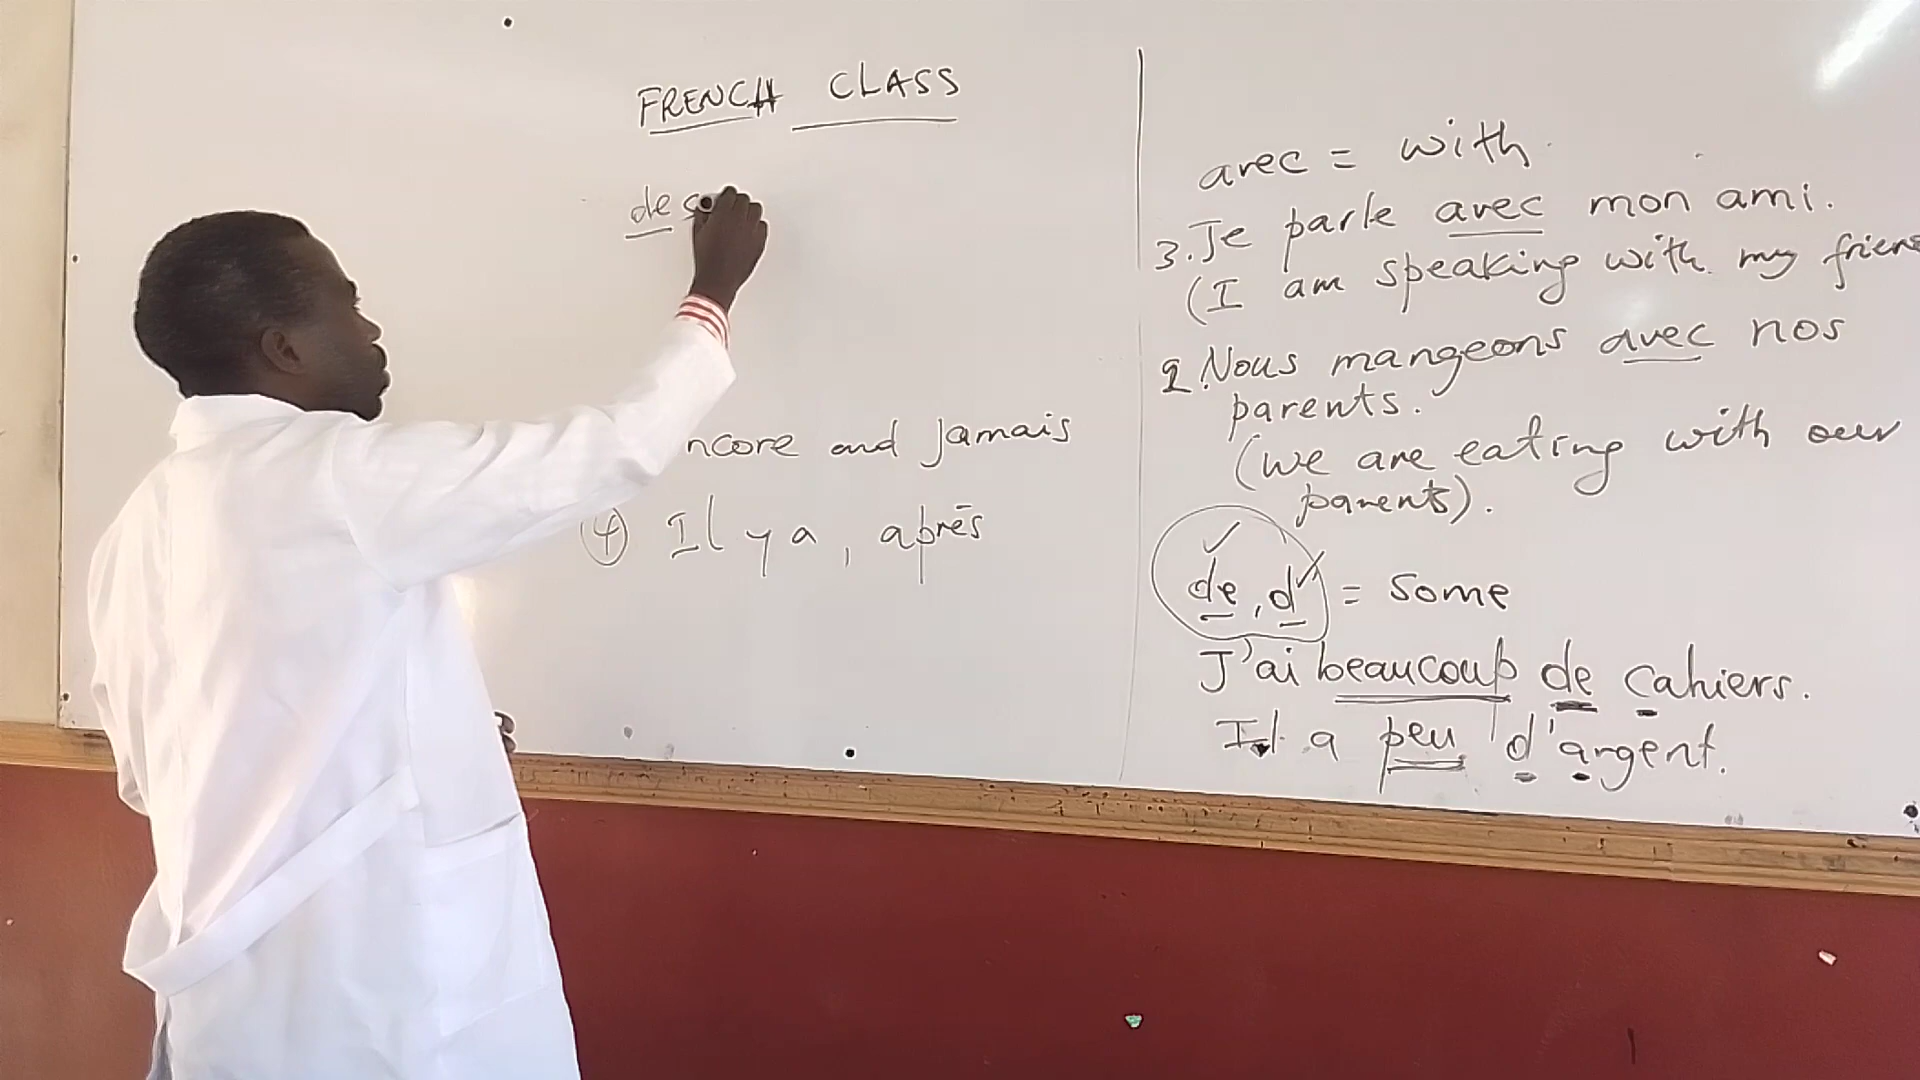 FRENCH CLASS
de
ncore and Jamais
④ Il y a, après
avec = with.
3. Je parle avec mon ami.
(I am speaking with my frien
2. Nous mangeons avec nos
parents.
(we are eating with our
parents).
de, d' = some
J'ai beaucoup de cahiers.
Il a peu d'argent.